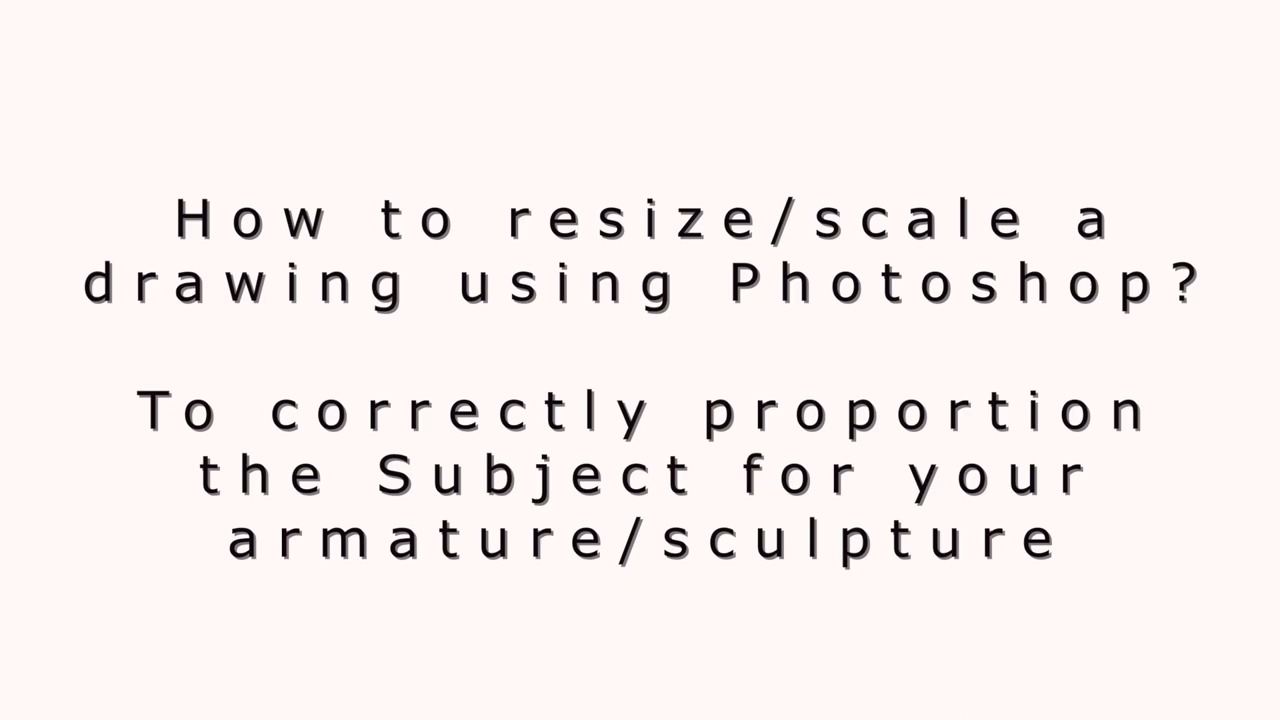 How to resize/scale a
drawing using Photoshop?
To correctly proportion
the Subject for your
armature/sculpture